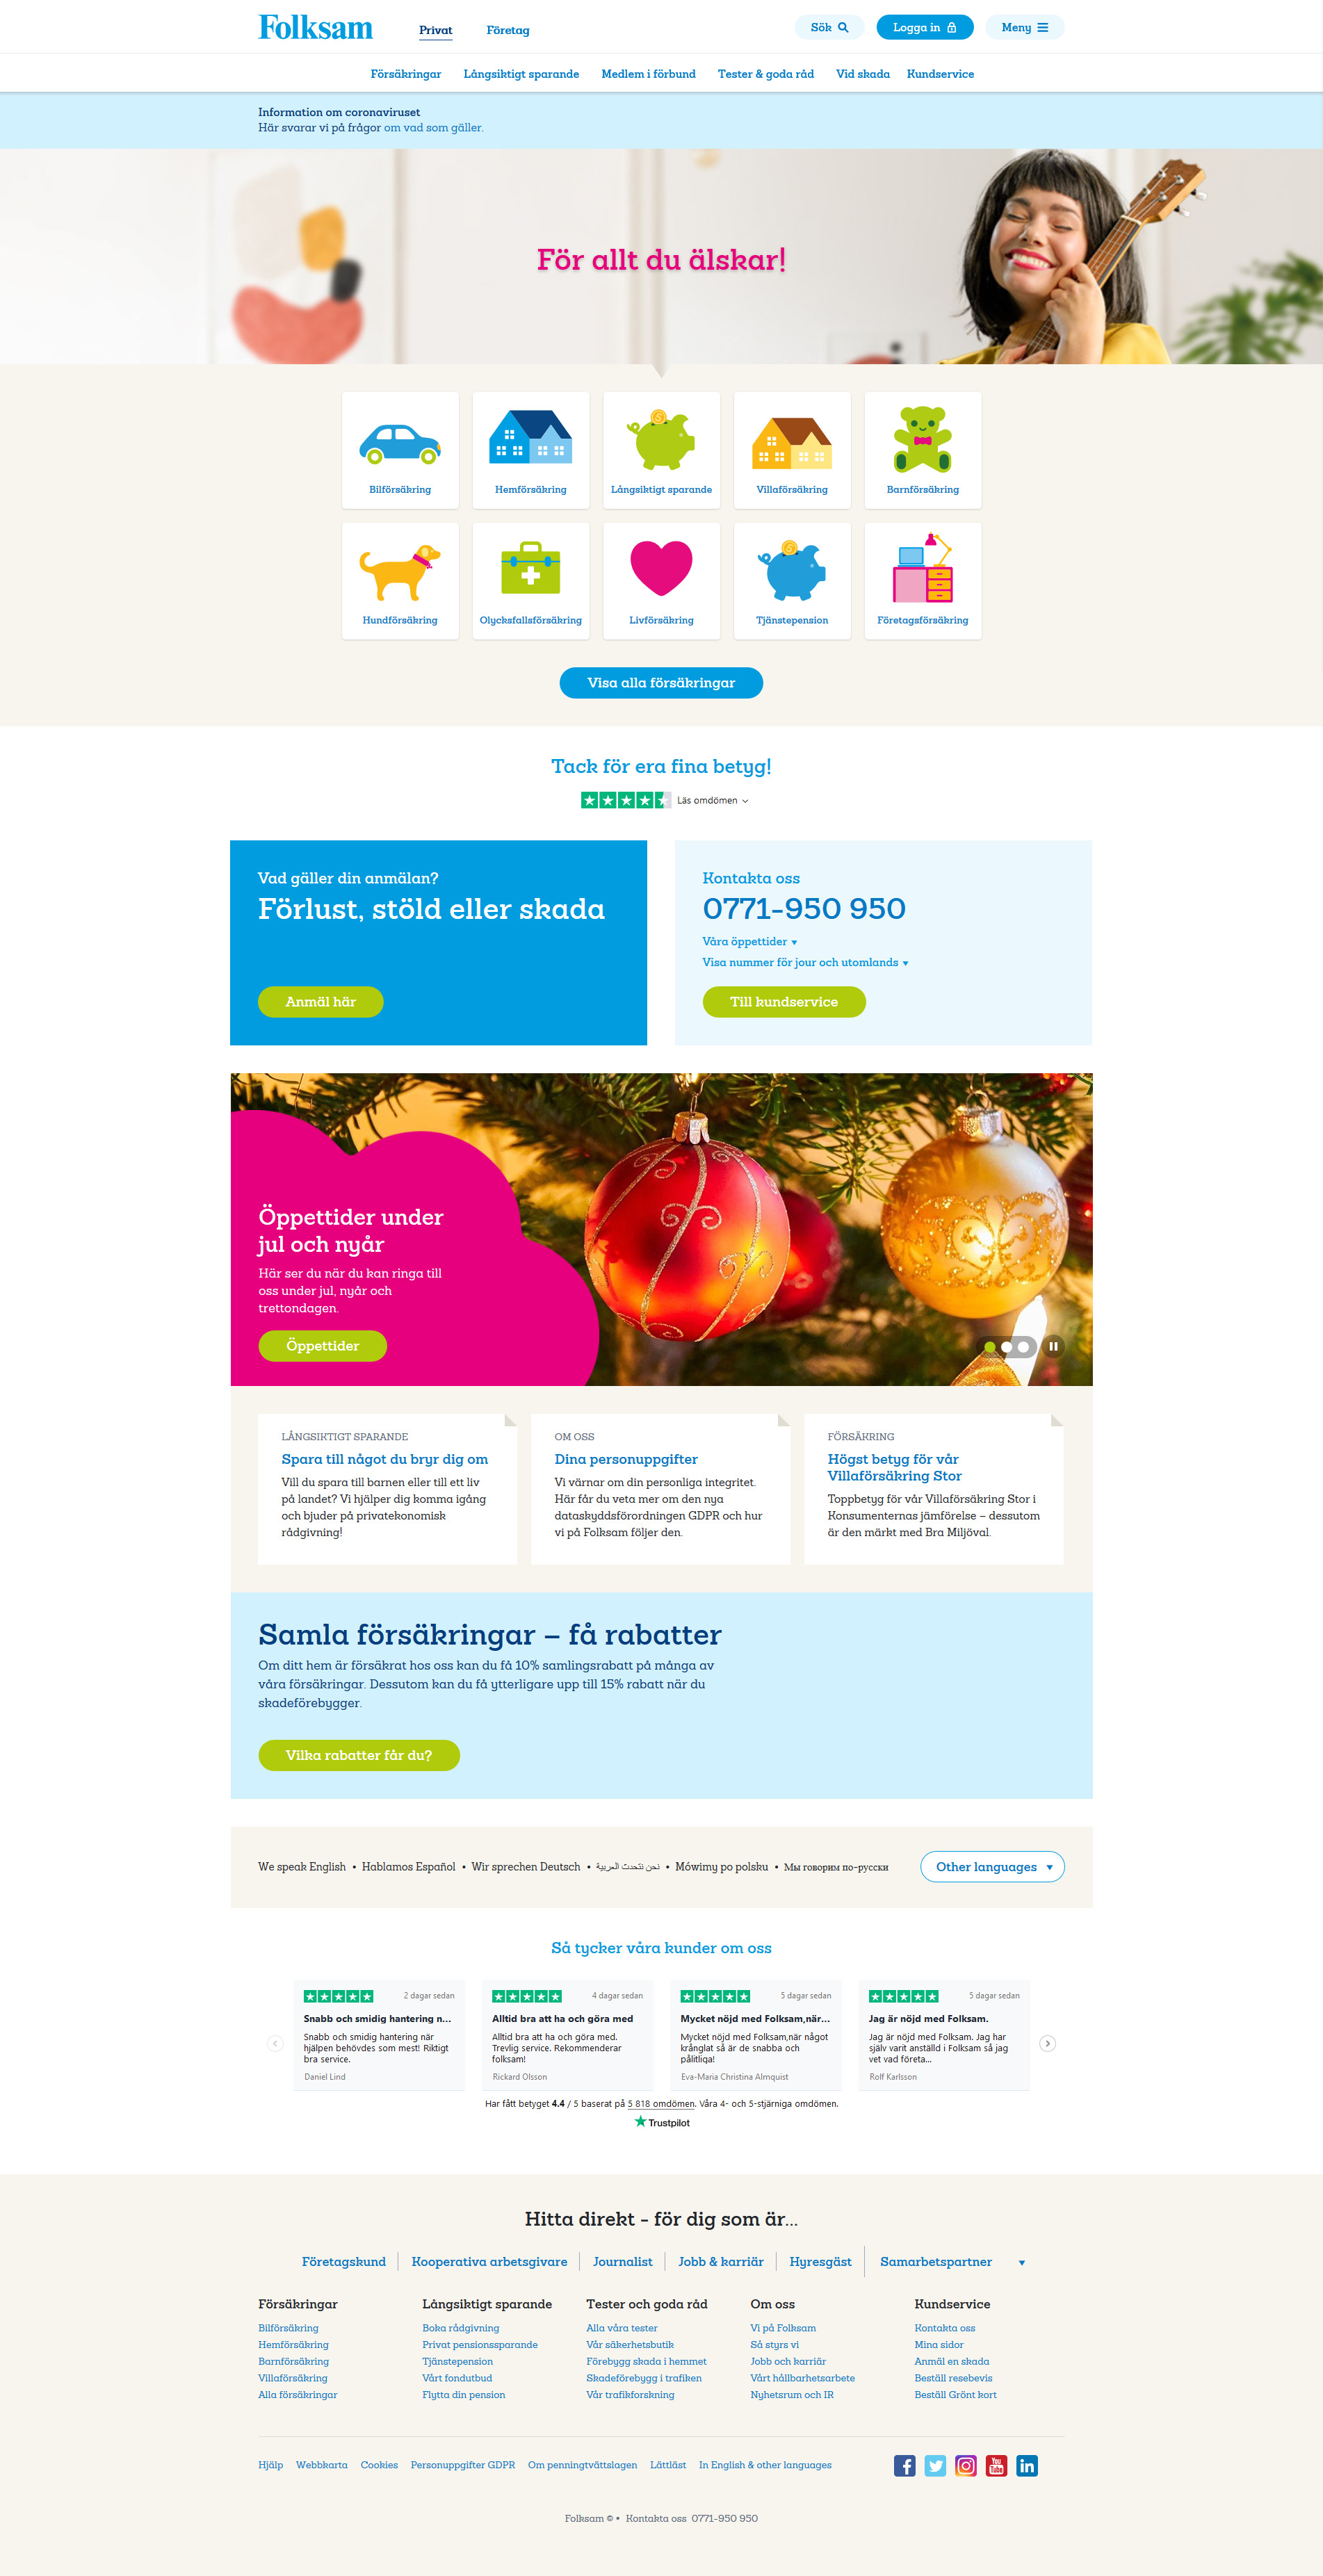 Folksam
Privat
Företag
Sök
Logga in
Meny
Försäkringar
Långsiktigt sparande
Medlem i förbund
Tester & goda råd
Vid skada
Kundservice
Information om coronaviruset
Här svarar vi på frågor om vad som gäller.
För allt du älskar!
Bilförsäkring
Hemförsäkring
Långsiktigt sparande
Villaförsäkring
Barnförsäkring
Hundförsäkring
Olycksfallsförsäkring
Livförsäkring
Tjänstepension
Företagsförsäkring
Visa alla försäkringar
Tack för era fina betyg!
Läs omdömen
Vad gäller din anmälan?
Förlust, stöld eller skada
Anmäl här
Kontakta oss
0771-950 950
Våra öppettider
Visa nummer för jour och utomlands
Till kundservice
Öppettider under
jul och nyår
Här ser du när du kan ringa till
oss under jul, nyår och
trettondagen.
Öppettider
LÅNGSIKTIGT SPARANDE
Spara till något du bryr dig om
Vill du spara till barnen eller till ett liv
på landet? Vi hjälper dig komma igång
och bjuder på privatekonomisk
rådgivning!
OM OSS
Dina personuppgifter
Vi värnar om din personliga integritet.
Här får du veta mer om den nya
dataskyddsförordningen GDPR och hur
vi på Folksam följer den.
FÖRSÄKRING
Högst betyg för vår
Villaförsäkring Stor
Toppbetyg för vår Villaförsäkring Stor i
Konsumenternas jämförelse – dessutom
är den märkt med Bra Miljöval.
Samla försäkringar – få rabatter
Om ditt hem är försäkrat hos oss kan du få 10% samlingsrabatt på många av
våra försäkringar. Dessutom kan du få ytterligare upp till 15% rabatt när du
skadeförebygger.
Vilka rabatter får du?
We speak English • Hablamos Español • Wir sprechen Deutsch • نحن نتحدث العربية • Mówimy po polsku • Мы говорим по-русски
Other languages
Så tycker våra kunder om oss
2 dagar sedan
Snabb och smidig hantering n...
Snabb och smidig hantering när
hjälpen behövdes som mest! Riktigt
bra service.
Daniel Lind
4 dagar sedan
Alltid bra att ha och göra med
Alltid bra att ha och göra med.
Trevlig service. Rekommenderar
folksam!
Rickard Olsson
5 dagar sedan
Mycket nöjd med Folksam,när...
Mycket nöjd med Folksam,när något
krånglat så är de snabba och
pålitliga!
Eva-Maria Christina Almquist
5 dagar sedan
Jag är nöjd med Folksam.
Jag är nöjd med Folksam. Jag har
själv varit anställd i Folksam så jag
vet vad företa...
Rolf Karlsson
Har fått betyget 4.4 / 5 baserat på 5 818 omdömen. Våra 4- och 5-stjärniga omdömen.
Trustpilot
Hitta direkt - för dig som är...
Företagskund
Kooperativa arbetsgivare
Journalist
Jobb & karriär
Hyresgäst
Samarbetspartner
Försäkringar
Bilförsäkring
Hemförsäkring
Barnförsäkring
Villaförsäkring
Alla försäkringar
Långsiktigt sparande
Boka rådgivning
Privat pensionssparande
Tjänstepension
Vårt fondutbud
Flytta din pension
Tester och goda råd
Alla våra tester
Vår säkerhetsbutik
Förebygg skada i hemmet
Skadeförebygg i trafiken
Vår trafikforskning
Om oss
Vi på Folksam
Så styrs vi
Jobb och karriär
Vårt hållbarhetsarbete
Nyhetsrum och IR
Kundservice
Kontakta oss
Mina sidor
Anmäl en skada
Beställ resebevis
Beställ Grönt kort
Hjälp
Webbkarta
Cookies
Personuppgifter GDPR
Om penningtvättslagen
Lättläst
In English & other languages
You
Tube
Folksam © • Kontakta oss 0771-950 950